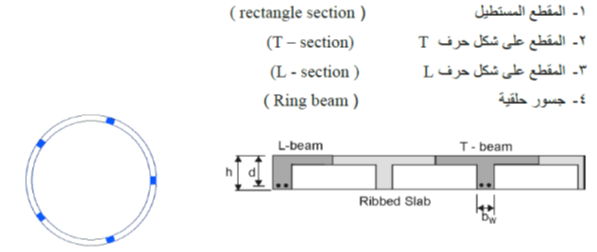 ١- المقطع المستطيل ( rectangle section )
٢- المقطع على شكل حرف T (T – section)
٣- المقطع على شكل حرف L (L - section )
٤- جسور حلقية ( Ring beam )
L-beam T - beam
h d
Ribbed Slab
bw